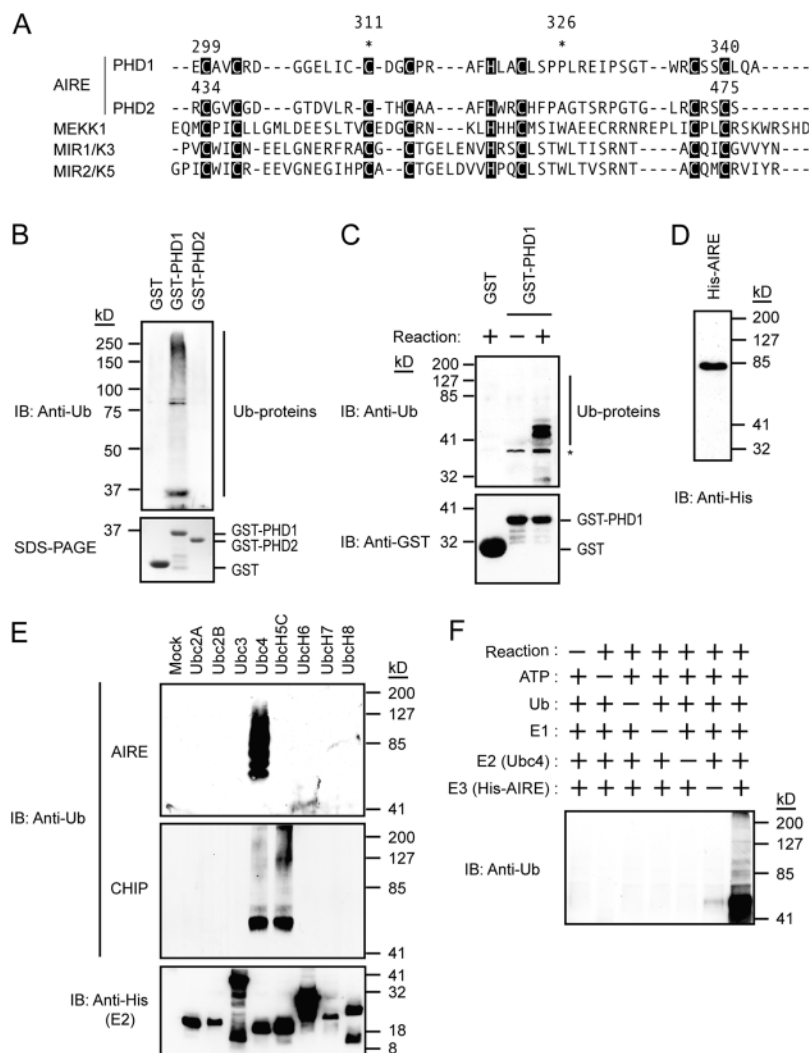 A
311 326
299 * * 340
AIRE
PHD1 --ECAVCRD---GGELIC-C-DGCPR---AFHLACLSPPLREIPSGT---WRCSSCLQA--
434 475
PHD2 --RCGVCGD---GTDVLR-C-THCAA---AFHWRCHFPAGTSRPGTG---LRCRSCS--
MEKK1 EQMCPICLLGMLDEESLTVCEDGCRN---KLHHHCMSIWAEECRRNREPLICPLCRSKWRSHD
MIR1/K3 -PVCWICN-EELGNERFRACG--CTGELENVHRSCLSTWLTISRNT----ACQICGVVYN-
MIR2/K5 GPICWICR-EEVGNEGIHPCA--CTGELDVVHPQCLSTWLTVSRNT----ACQMCRVIYR-
B
GST
GST-PHD1
GST-PHD2
kD
250
150
100
75
50
37
IB: Anti-Ub
Ub-proteins
37
SDS-PAGE
GST-PHD1
GST-PHD2
GST
C
GST
GST-PHD1
Reaction: + − +
kD
200
127
85
41
32
IB: Anti-Ub
Ub-proteins
*
41
32
IB: Anti-GST
GST-PHD1
GST
D
His-AIRE
kD
200
127
85
41
32
IB: Anti-His
E
Mock
Ubc2A
Ubc2B
Ubc3
Ubc4
UbcH5C
UbcH6
UbcH7
UbcH8
kD
200
127
85
41
AIRE
IB: Anti-Ub
200
127
85
41
CHIP
41
32
18
8
IB: Anti-His
(E2)
F
Reaction : − + + + + + +
ATP : + − + + + + +
Ub : + + − + + + +
E1 : + + + − + + +
E2 (Ubc4) : + + + + − + +
E3 (His-AIRE) : + + + + + − +
kD
200
127
85
41
IB: Anti-Ub